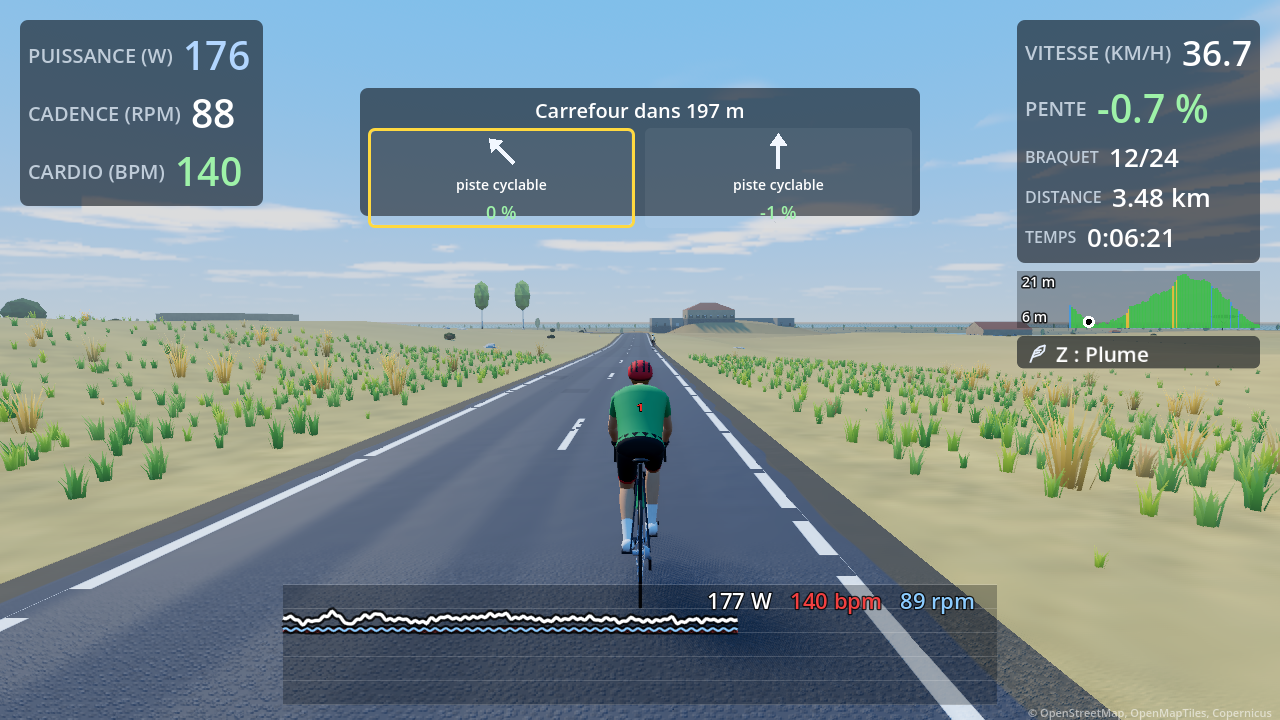 PUISSANCE (W) 176
CADENCE (RPM) 88
CARDIO (BPM) 140
Carrefour dans 197 m
piste cyclable
0 %
piste cyclable
-1 %
VITESSE (KM/H) 36.7
PENTE -0.7 %
BRAQUET 12/24
DISTANCE 3.48 km
TEMPS 0:06:21
21 m
6 m
Z : Plume
1
177 W 140 bpm 89 rpm
© OpenStreetMap, OpenMapTiles, Copernicus